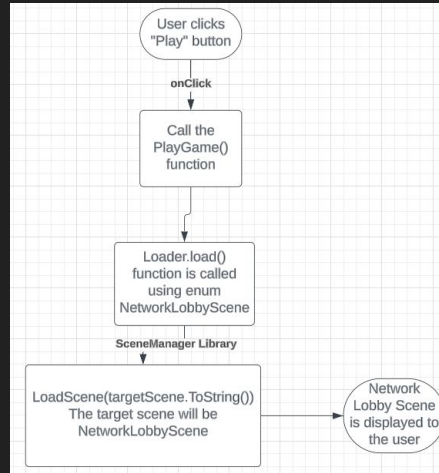 User clicks
"Play" button
onClick
Call the
PlayGame()
function
Loader.load()
function is called
using enum
NetworkLobbyScene
SceneManager Library
LoadScene(targetScene.ToString())
The target scene will be
NetworkLobbyScene
Network
Lobby Scene
is displayed to
the user